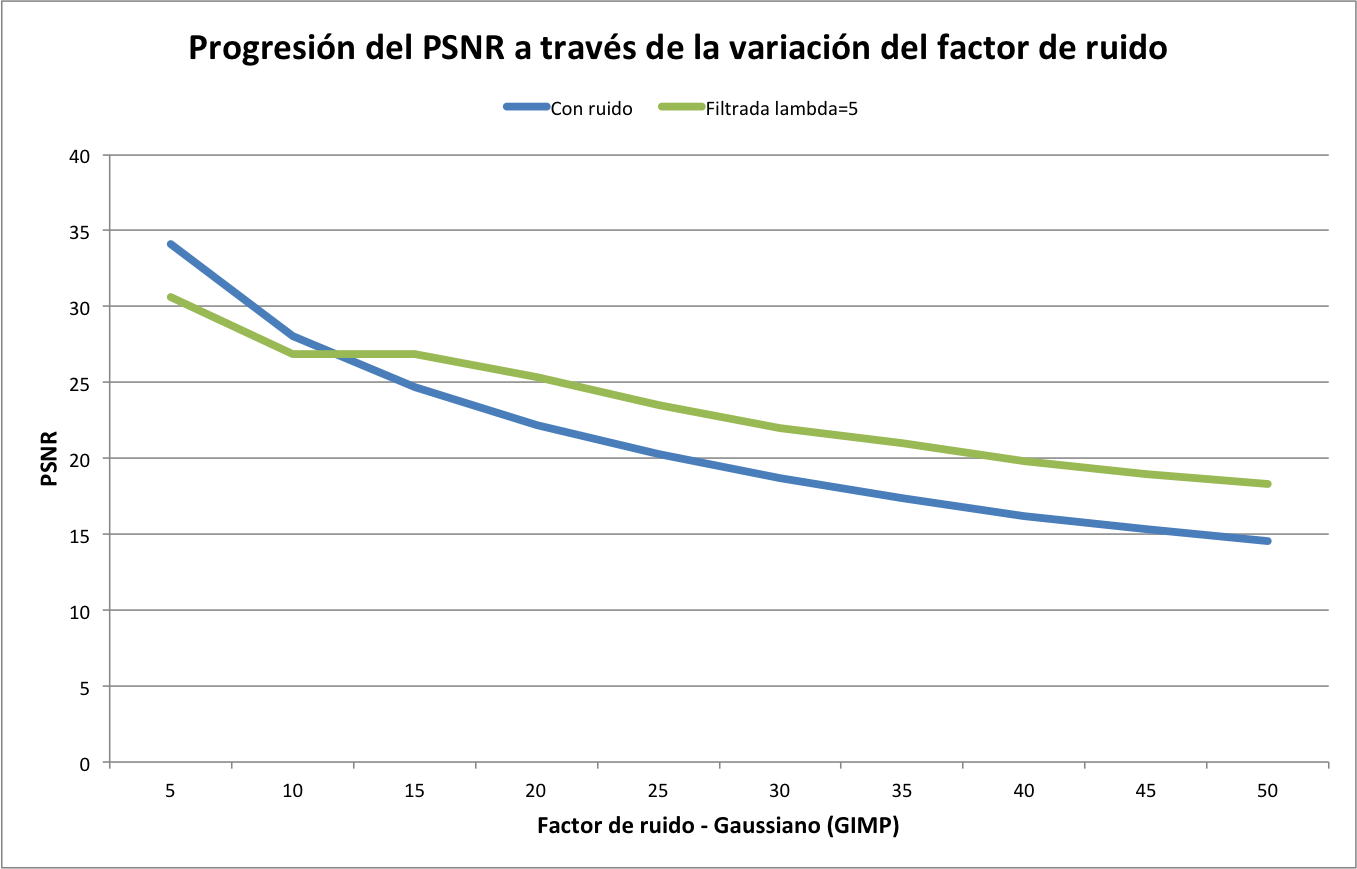 Progresión del PSNR a través de la variación del factor de ruido
Con ruido Filtrada lambda=5
40
35
30
25
20
15
10
5
0
PSNR
5 10 15 20 25 30 35 40 45 50
Factor de ruido - Gaussiano (GIMP)